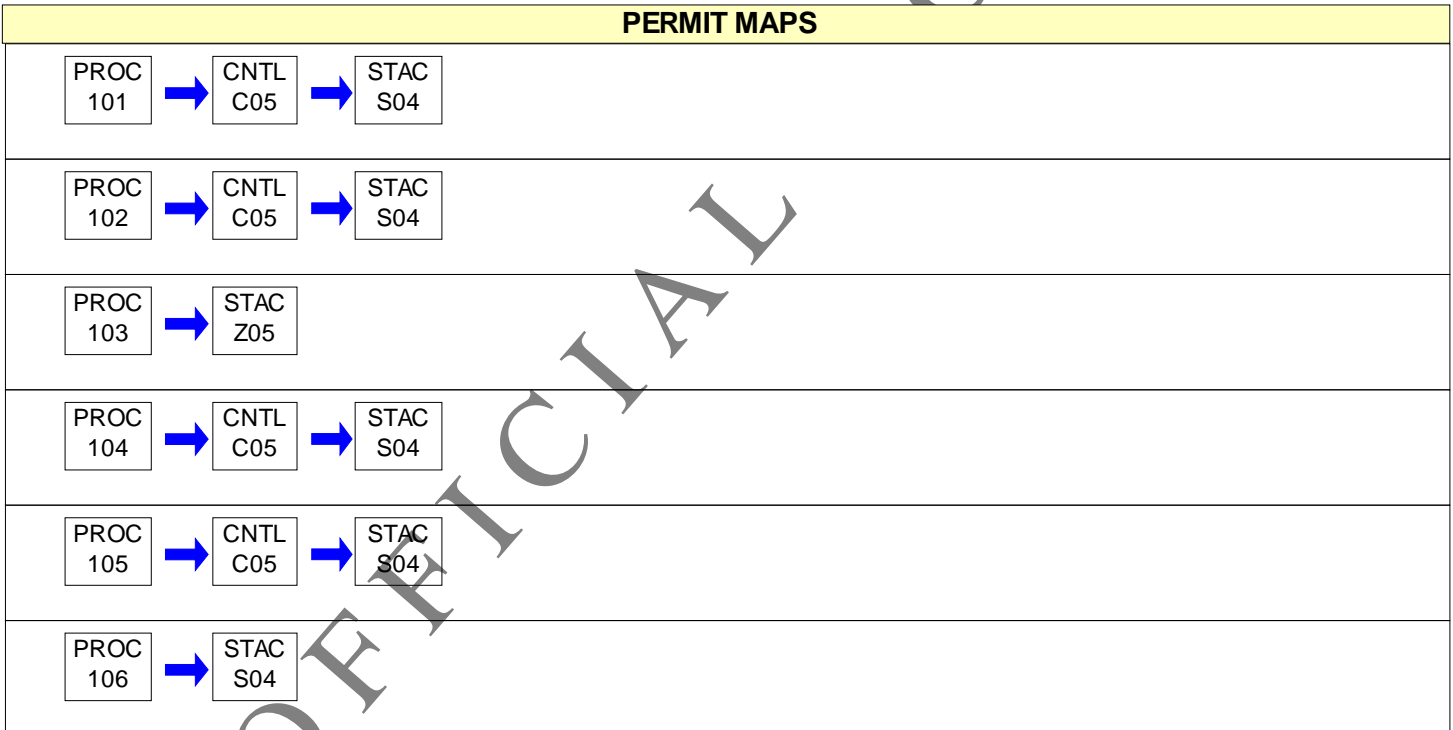 PERMIT MAPS
PROC CNTL STAC
101 C05 S04
PROC CNTL STAC
102 C05 S04
PROC STAC
103 Z05
PROC CNTL STAC
104 C05 S04
PROC CNTL STAC
105 C05 S04
PROC STAC
106 S04
OFFICIAL